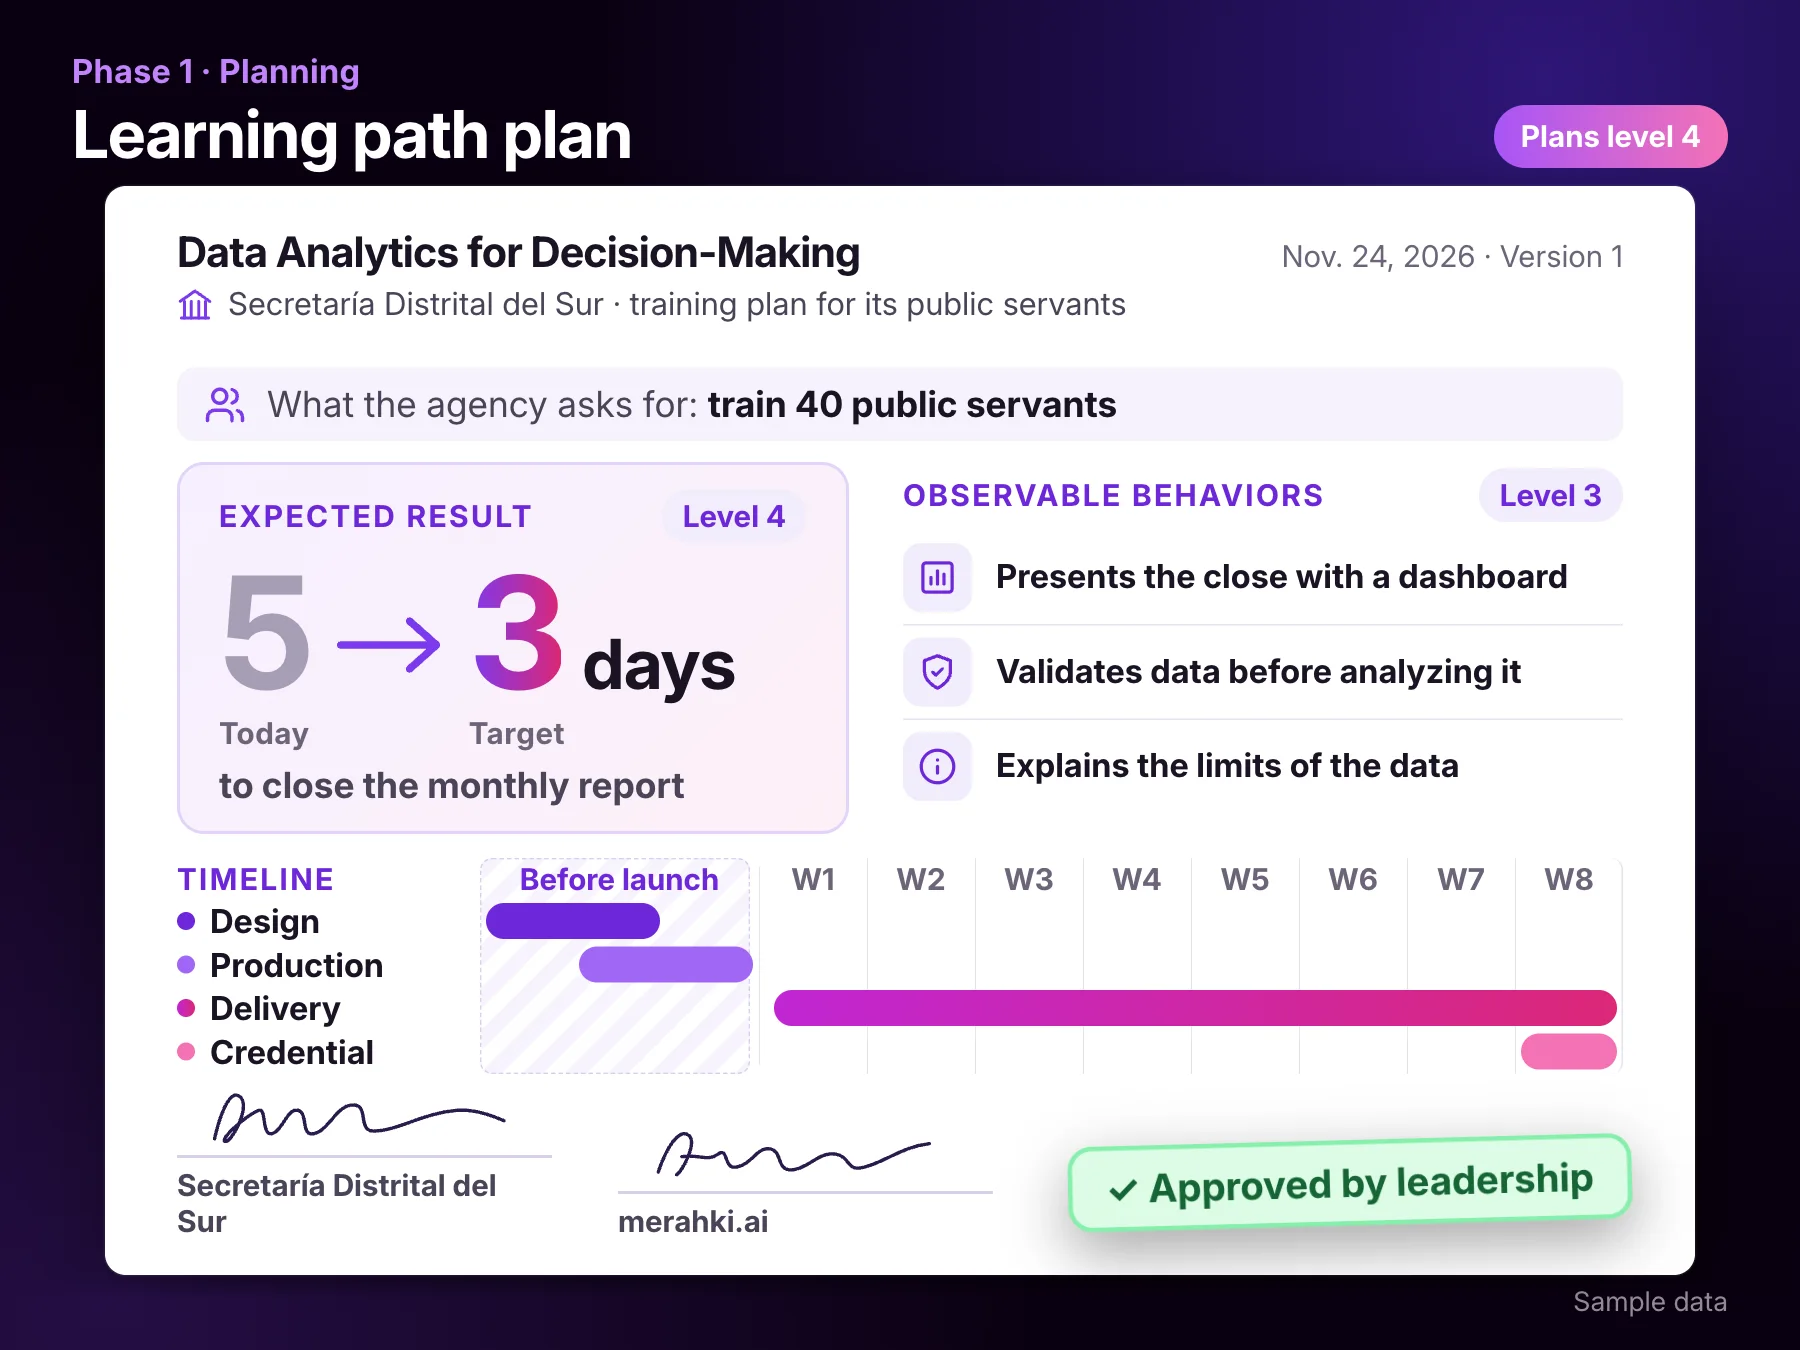 Phase 1 · Planning
Learning path plan
Plans level 4
Data Analytics for Decision-Making
Nov. 24, 2026 · Version 1
Secretaría Distrital del Sur · training plan for its public servants
What the agency asks for: train 40 public servants
EXPECTED RESULT
Level 4
5
3 days
Today
Target
to close the monthly report
OBSERVABLE BEHAVIORS
Level 3
Presents the close with a dashboard
Validates data before analyzing it
Explains the limits of the data
TIMELINE
Before launch
W1
W2
W3
W4
W5
W6
W7
W8
Design
Production
Delivery
Credential
Secretaría Distrital del
Sur
merahki.ai
✓ Approved by leadership
Sample data